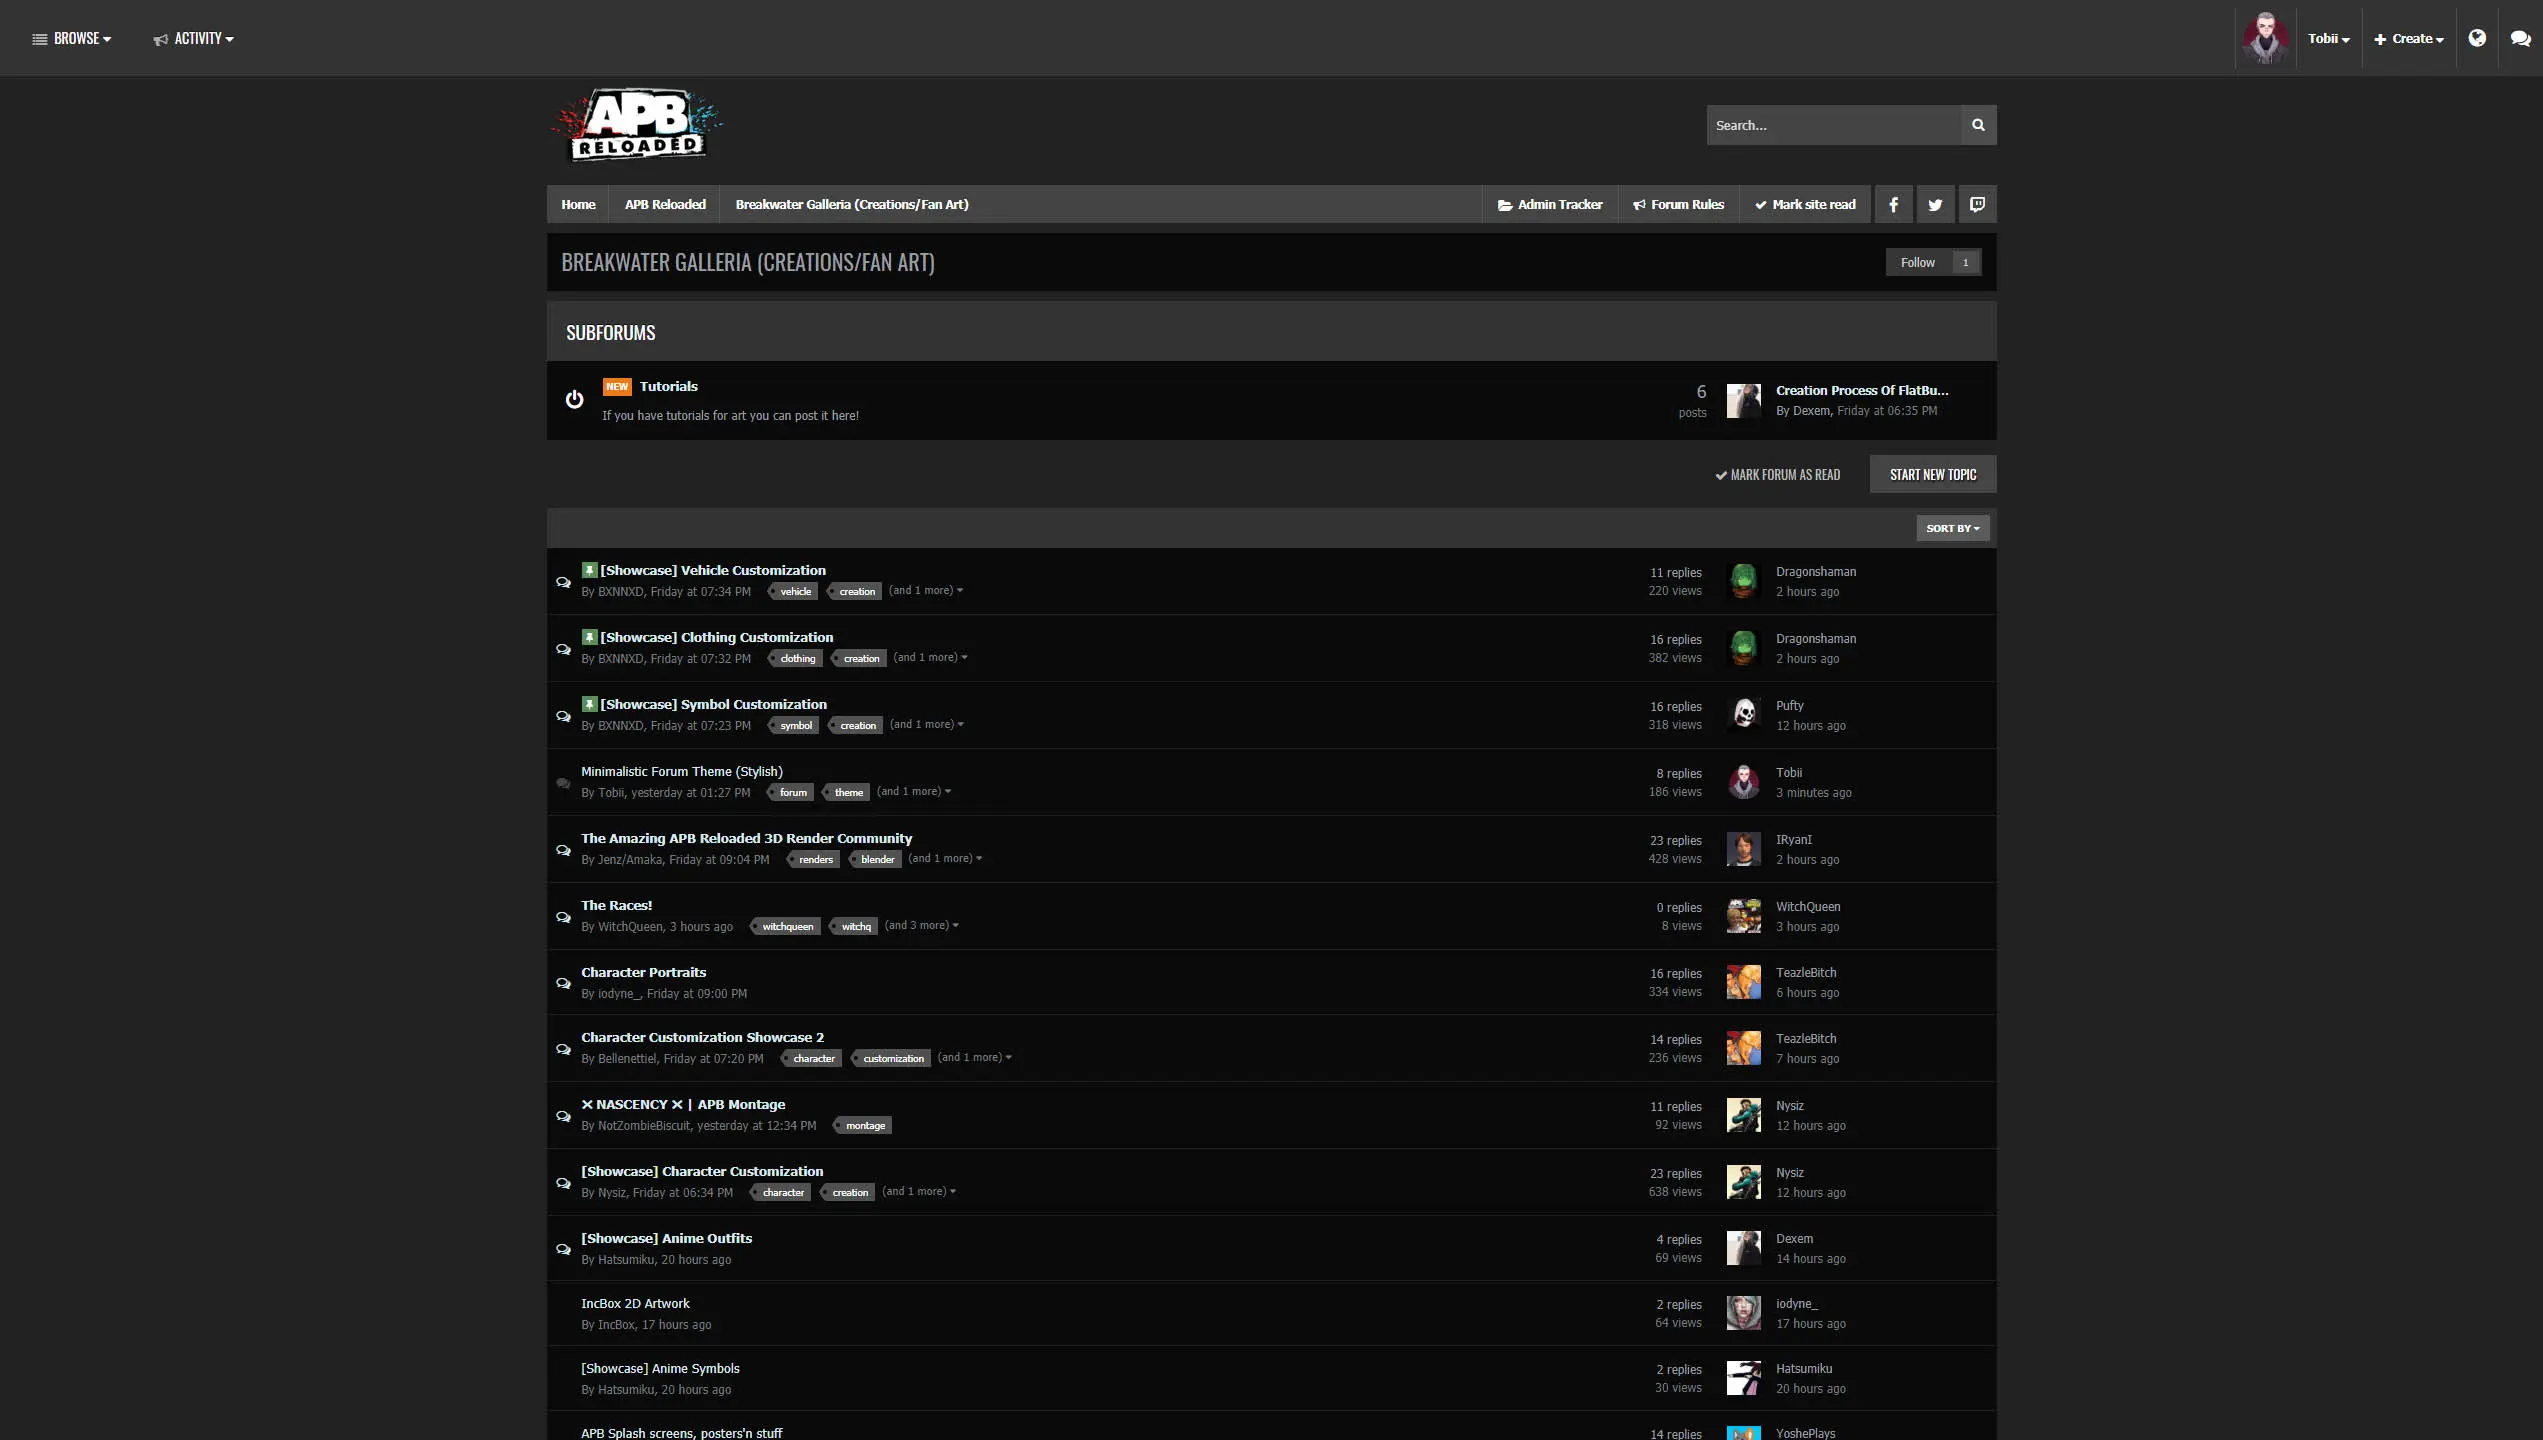 BROWSE
ACTIVITY
Tobii
Create
APB
RELOADED
Search...
Home
APB Reloaded
Breakwater Galleria (Creations/Fan Art)
Admin Tracker
Forum Rules
Mark site read
BREAKWATER GALLERIA (CREATIONS/FAN ART)
Follow 1
SUBFORUMS
NEW Tutorials
If you have tutorials for art you can post it here!
6
posts
Creation Process Of FlatBu...
By Dexem, Friday at 06:35 PM
MARK FORUM AS READ
START NEW TOPIC
SORT BY
[Showcase] Vehicle Customization
By BXNNXD, Friday at 07:34 PM vehicle creation (and 1 more)
11 replies
220 views
Dragonshaman
2 hours ago
[Showcase] Clothing Customization
By BXNNXD, Friday at 07:32 PM clothing creation (and 1 more)
16 replies
382 views
Dragonshaman
2 hours ago
[Showcase] Symbol Customization
By BXNNXD, Friday at 07:23 PM symbol creation (and 1 more)
16 replies
318 views
Pufty
12 hours ago
Minimalistic Forum Theme (Stylish)
By Tobii, yesterday at 01:27 PM forum theme (and 1 more)
8 replies
186 views
Tobii
3 minutes ago
The Amazing APB Reloaded 3D Render Community
By Jenz/Amaka, Friday at 09:04 PM renders blender (and 1 more)
23 replies
428 views
IRyanI
2 hours ago
The Races!
By WitchQueen, 3 hours ago witchqueen witchq (and 3 more)
0 replies
8 views
WitchQueen
3 hours ago
Character Portraits
By iodyne_, Friday at 09:00 PM
16 replies
334 views
TeazleBitch
6 hours ago
Character Customization Showcase 2
By Bellenettiel, Friday at 07:20 PM character customization (and 1 more)
14 replies
236 views
TeazleBitch
7 hours ago
✕ NASCENCY ✕ | APB Montage
By NotZombieBiscuit, yesterday at 12:34 PM montage
11 replies
92 views
Nysiz
12 hours ago
[Showcase] Character Customization
By Nysiz, Friday at 06:34 PM character creation (and 1 more)
23 replies
638 views
Nysiz
12 hours ago
[Showcase] Anime Outfits
By Hatsumiku, 20 hours ago
4 replies
69 views
Dexem
14 hours ago
IncBox 2D Artwork
By IncBox, 17 hours ago
2 replies
64 views
iodyne_
17 hours ago
[Showcase] Anime Symbols
By Hatsumiku, 20 hours ago
2 replies
30 views
Hatsumiku
20 hours ago
APB Splash screens, posters'n stuff
14 replies
YoshePlays